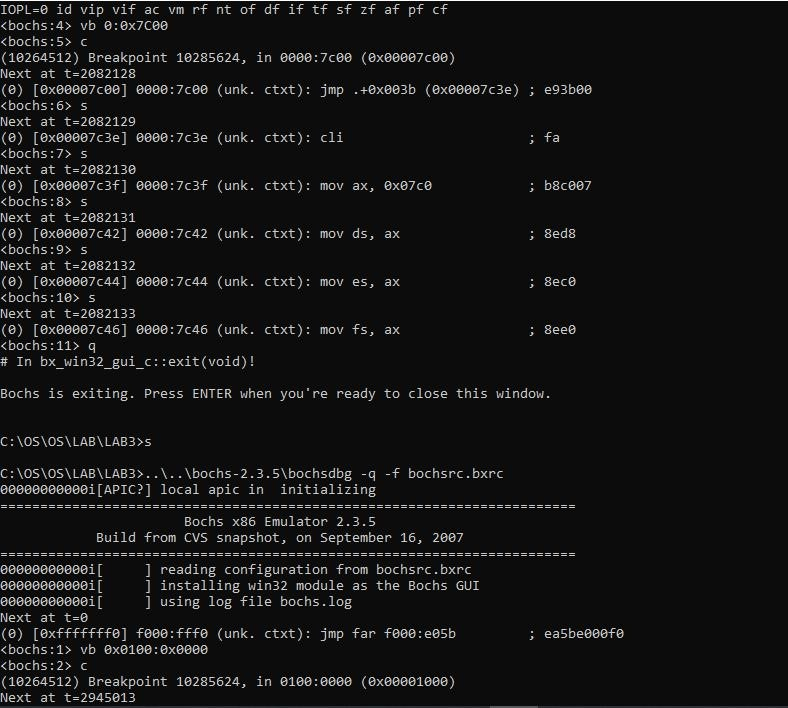 IOPL=0 id vip vif ac vm rf nt of df if tf sf zf af pf cf
<bochs:4> vb 0:0x7C00
<bochs:5> c
(10264512) Breakpoint 10285624, in 0000:7c00 (0x00007c00)
Next at t=2082128
(0) [0x00007c00] 0000:7c00 (unk. ctxt): jmp .+0x003b (0x00007c3e) ; e93b00
<bochs:6> s
Next at t=2082129
(0) [0x00007c3e] 0000:7c3e (unk. ctxt): cli                       ; fa
<bochs:7> s
Next at t=2082130
(0) [0x00007c3f] 0000:7c3f (unk. ctxt): mov ax, 0x07c0            ; b8c007
<bochs:8> s
Next at t=2082131
(0) [0x00007c42] 0000:7c42 (unk. ctxt): mov ds, ax                ; 8ed8
<bochs:9> s
Next at t=2082132
(0) [0x00007c44] 0000:7c44 (unk. ctxt): mov es, ax                ; 8ec0
<bochs:10> s
Next at t=2082133
(0) [0x00007c46] 0000:7c46 (unk. ctxt): mov fs, ax                ; 8ee0
<bochs:11> q
# In bx_win32_gui_c::exit(void)!
Bochs is exiting. Press ENTER when you're ready to close this window.
C:\OS\OS\LAB\LAB3>s
C:\OS\OS\LAB\LAB3>..\..\bochs-2.3.5\bochsdbg -q -f bochsrc.bxrc
00000000000i[APIC?] local apic in  initializing
========================================================================
Bochs x86 Emulator 2.3.5
Build from CVS snapshot, on September 16, 2007
========================================================================
00000000000i[     ] reading configuration from bochsrc.bxrc
00000000000i[     ] installing win32 module as the Bochs GUI
00000000000i[     ] using log file bochs.log
Next at t=0
(0) [0xfffffff0] f000:fff0 (unk. ctxt): jmp far f000:e05b         ; ea5be000f0
<bochs:1> vb 0x0100:0x0000
<bochs:2> c
(10264512) Breakpoint 10285624, in 0100:0000 (0x00001000)
Next at t=2945013